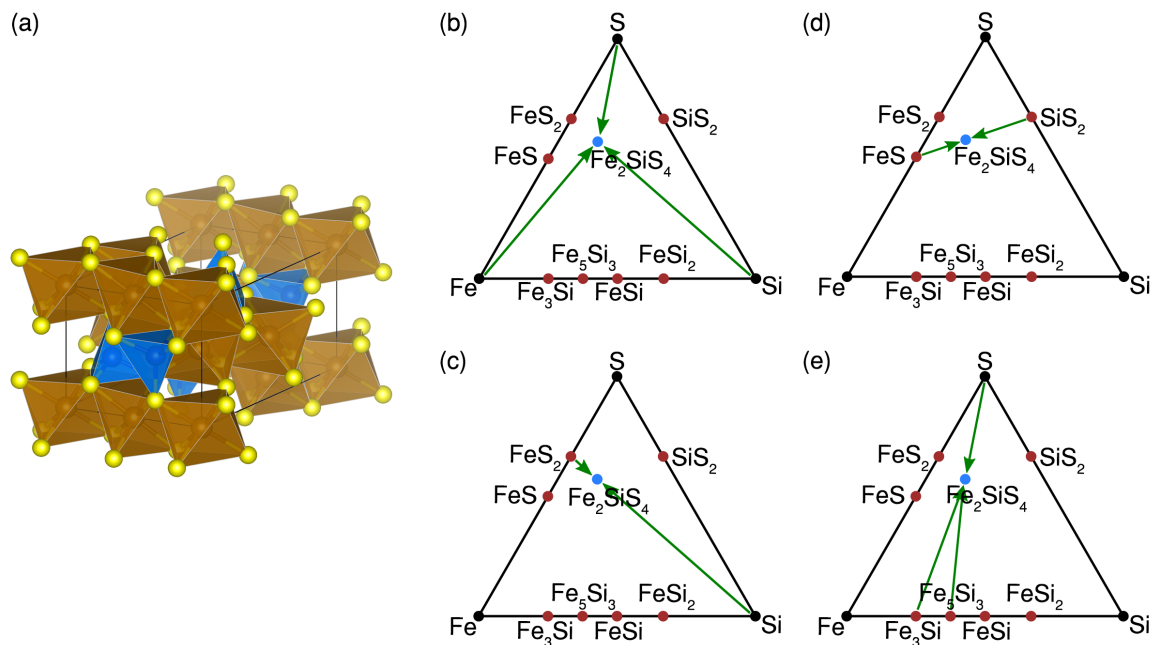 (a)
(b)
S
FeS₂
SiS₂
FeS
Fe₂SiS₄
Fe₅Si₃
FeSi₂
Fe
Fe₃Si
FeSi
Si
(d)
S
FeS₂
SiS₂
FeS
Fe₂SiS₄
Fe₅Si₃
FeSi₂
Fe
Fe₃Si
FeSi
Si
(c)
S
FeS₂
SiS₂
FeS
Fe₂SiS₄
Fe₅Si₃
FeSi₂
Fe
Fe₃Si
FeSi
Si
(e)
S
FeS₂
SiS₂
FeS
Fe₂SiS₄
Fe₅Si₃
FeSi₂
Fe
Fe₃Si
FeSi
Si